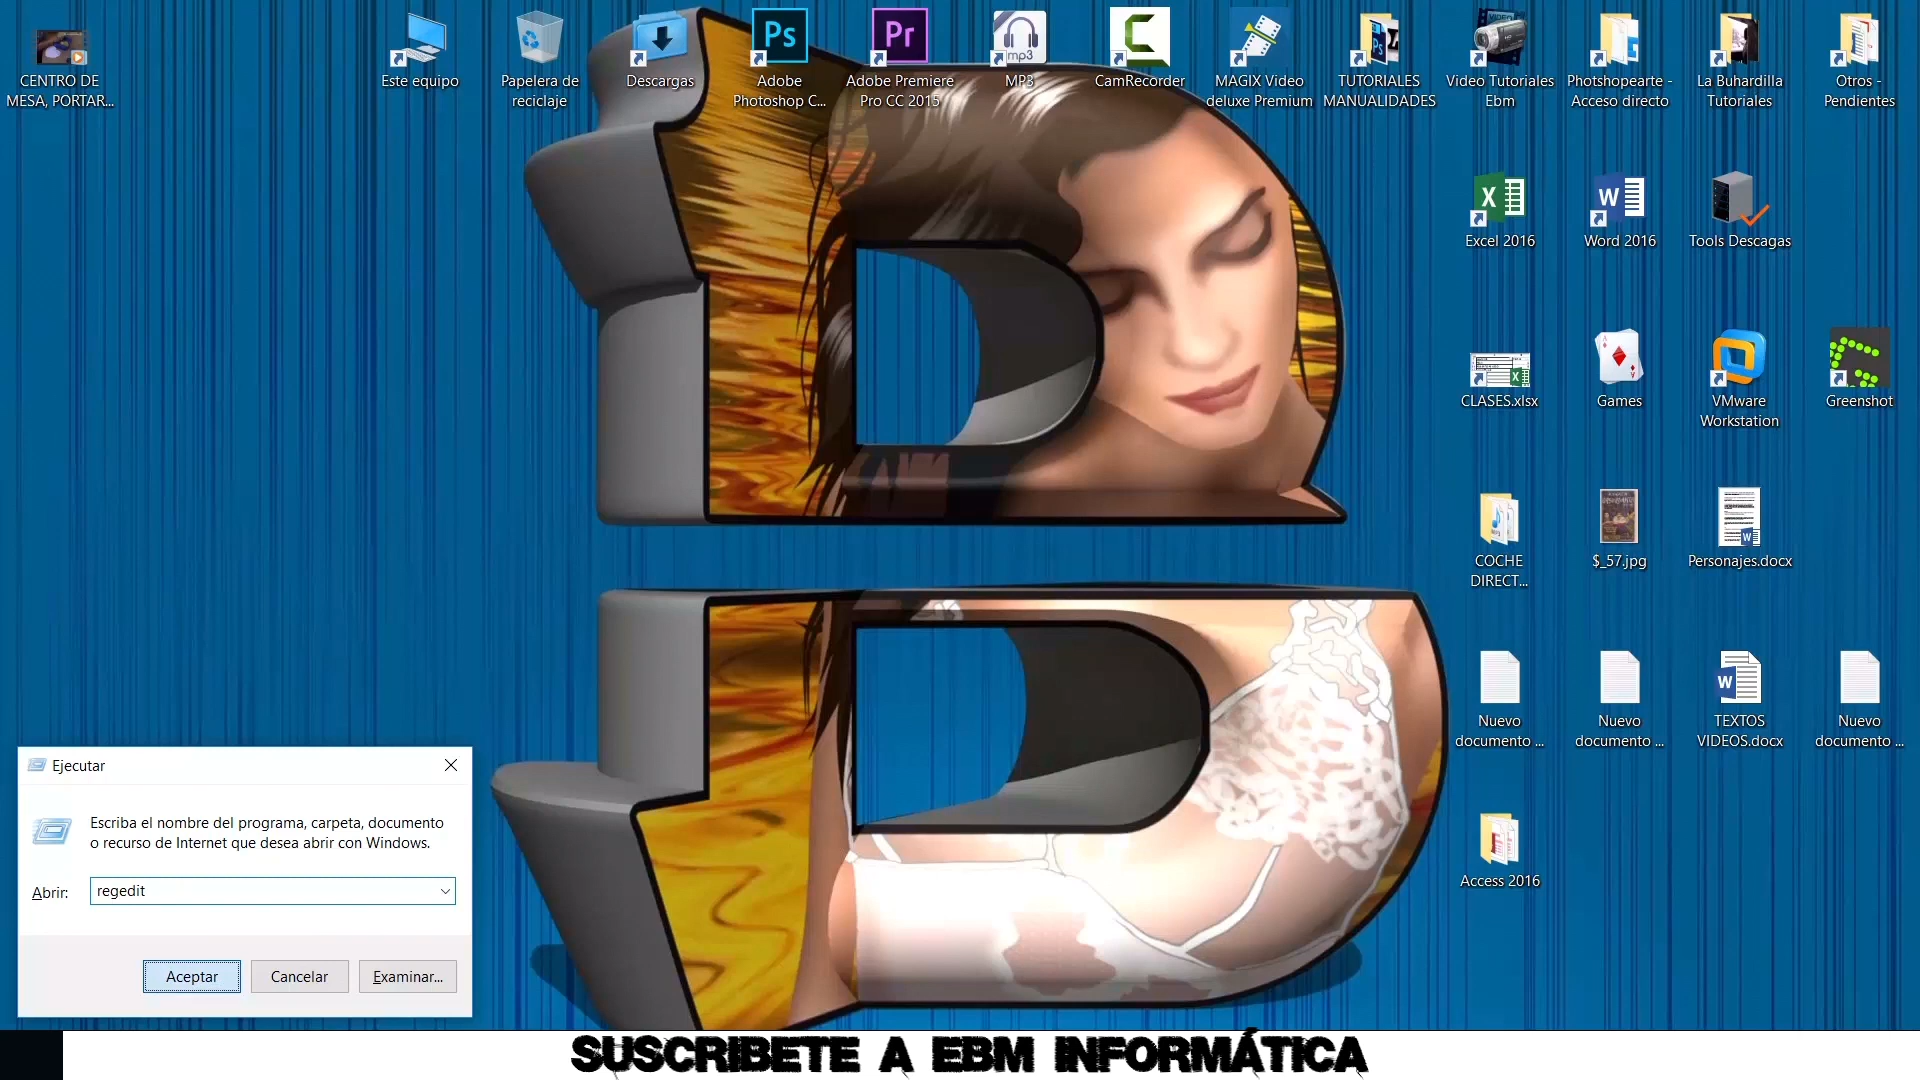 CENTRO DE
MESA, PORTAR...
Este equipo
Papelera de
reciclaje
Descargas
Ps
Adobe
Photoshop C...
Pr
Adobe Premiere
Pro CC 2015
mp3
MP3
CamRecorder
MAGIX Video
deluxe Premium
TUTORIALES
MANUALIDADES
Video Tutoriales
Ebm
Photshopearte -
Acceso directo
La Buhardilla
Tutoriales
Otros -
Pendientes
Excel 2016
Word 2016
Tools Descagas
CLASES.xlsx
Games
VMware
Workstation
Greenshot
COCHE
DIRECT...
$_57.jpg
Personajes.docx
Nuevo
documento ...
Nuevo
documento ...
TEXTOS
VIDEOS.docx
Nuevo
documento ...
Access 2016
Ejecutar
Escriba el nombre del programa, carpeta, documento
o recurso de Internet que desea abrir con Windows.
Abrir:
regedit
Aceptar
Cancelar
Examinar...
SUSCRIBETE A EBM INFORMÁTICA